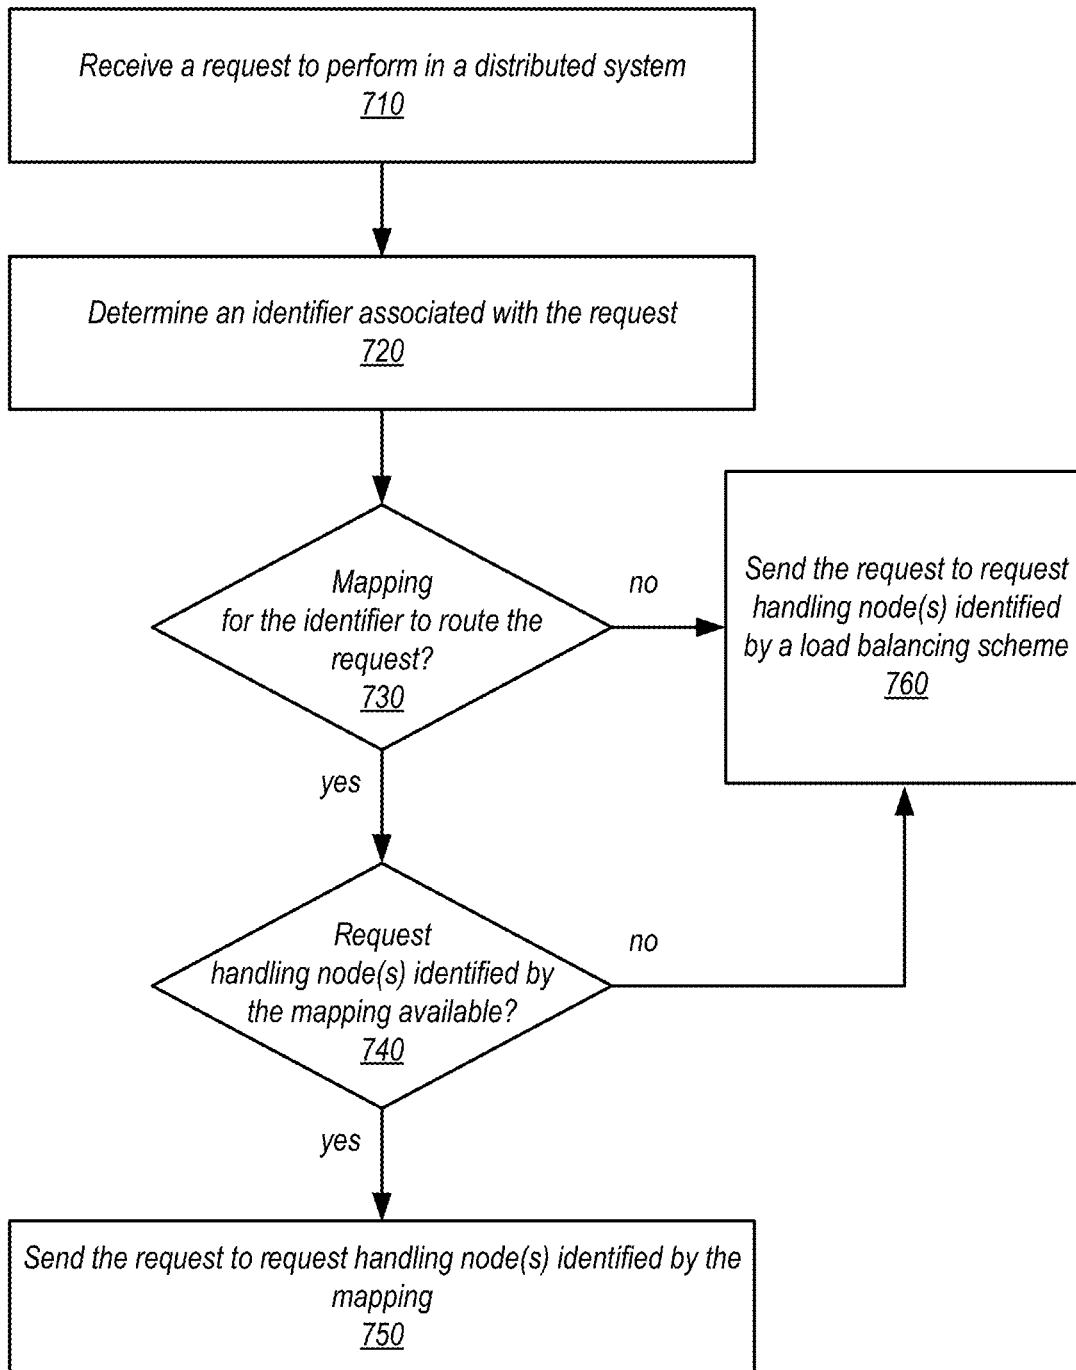 Receive a request to perform in a distributed system
710
Determine an identifier associated with the request
720
Mapping
for the identifier to route the
request?
730
no
Send the request to request
handling node(s) identified
by a load balancing scheme
760
yes
Request
handling node(s) identified by
the mapping available?
740
no
yes
Send the request to request handling node(s) identified by the
mapping
750